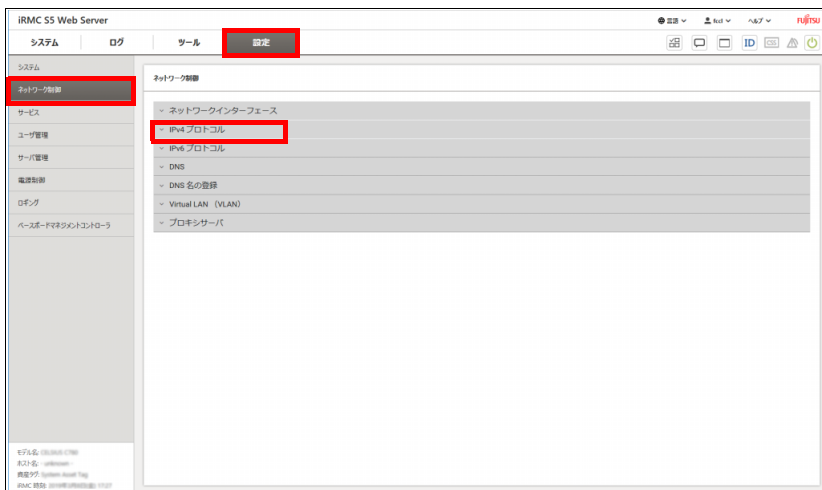 iRMC S5 Web Server
言語 ヘルプ FUJITSU
システム ログ ツール 設定
ID
システム
ネットワーク制御
サービス
ユーザ管理
サーバ管理
電源制御
ロギング
ベースボードマネジメントコントローラ
ネットワーク制御
ネットワークインターフェース
IPv4 プロトコル
IPv6 プロトコル
DNS
DNS 名の登録
Virtual LAN （VLAN）
プロキシサーバ
モデル名:
ホスト名: - unknown -
資産タグ: System Asset Tag
iRMC 時刻: